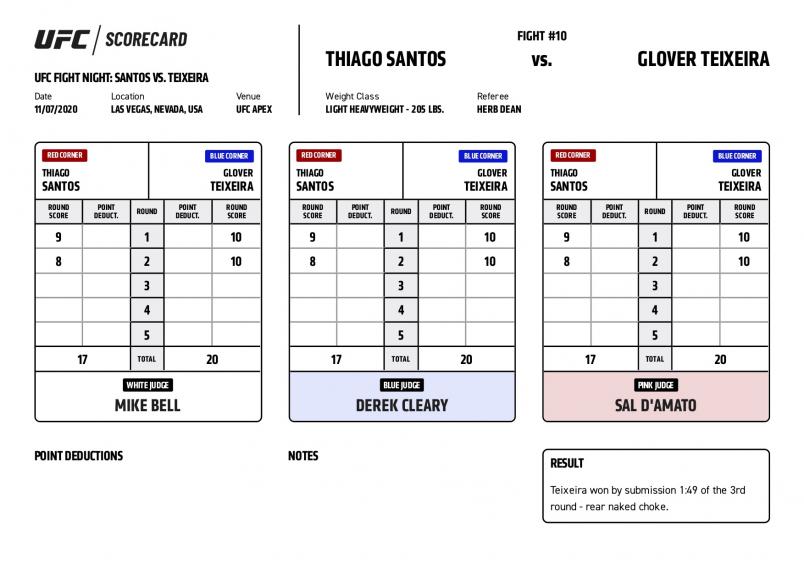 UFC / SCORECARD
UFC FIGHT NIGHT: SANTOS VS. TEIXEIRA
Date Location Venue
11/07/2020 LAS VEGAS, NEVADA, USA UFC APEX
FIGHT #10
THIAGO SANTOS vs. GLOVER TEIXEIRA
Weight Class Referee
LIGHT HEAVYWEIGHT - 205 LBS. HERB DEAN
RED CORNER BLUE CORNER
THIAGO GLOVER
SANTOS TEIXEIRA
ROUND SCORE POINT DEDUCT. ROUND POINT DEDUCT. ROUND SCORE
9 1 10
8 2 10
3
4
5
17 TOTAL 20
WHITE JUDGE
MIKE BELL
RED CORNER BLUE CORNER
THIAGO GLOVER
SANTOS TEIXEIRA
ROUND SCORE POINT DEDUCT. ROUND POINT DEDUCT. ROUND SCORE
9 1 10
8 2 10
3
4
5
17 TOTAL 20
BLUE JUDGE
DEREK CLEARY
RED CORNER BLUE CORNER
THIAGO GLOVER
SANTOS TEIXEIRA
ROUND SCORE POINT DEDUCT. ROUND POINT DEDUCT. ROUND SCORE
9 1 10
8 2 10
3
4
5
17 TOTAL 20
PINK JUDGE
SAL D'AMATO
POINT DEDUCTIONS
NOTES
RESULT
Teixeira won by submission 1:49 of the 3rd
round - rear naked choke.